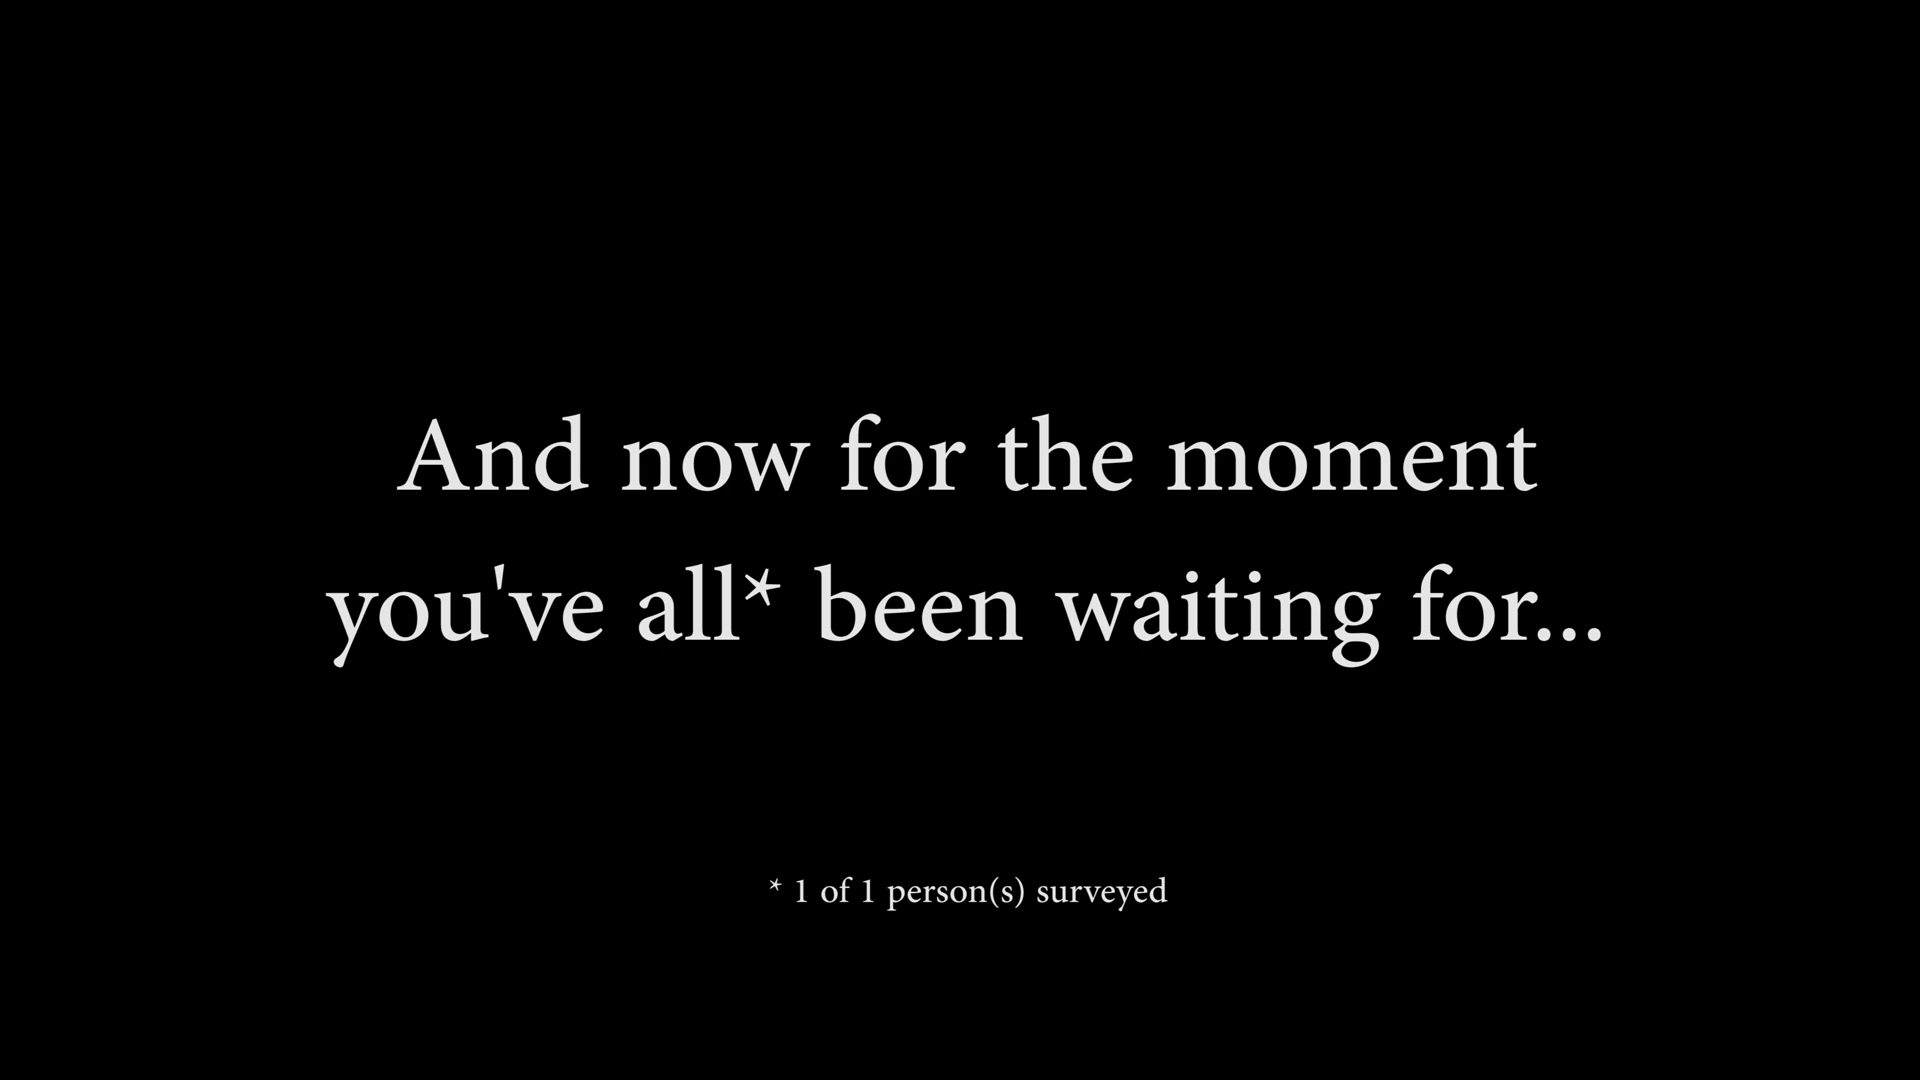 And now for the moment
you've all* been waiting for...
* 1 of 1 person(s) surveyed